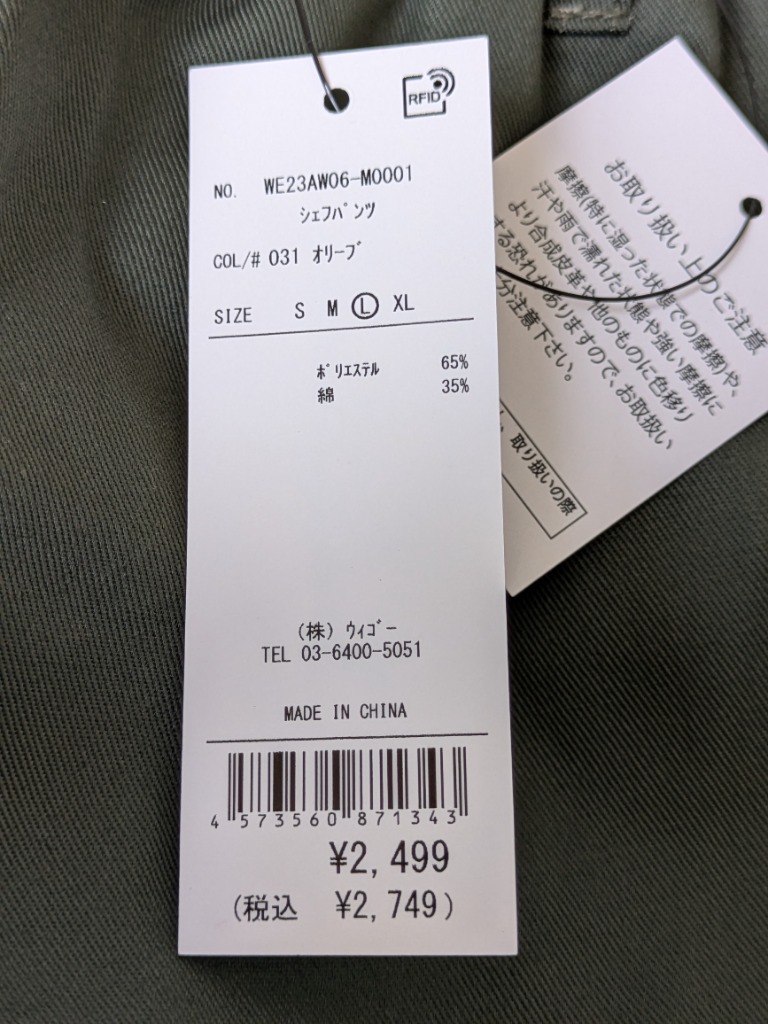 RFID
NO. WE23AW06-M0001
シェフパンツ
COL/# 031 オリーブ
SIZE S M L XL
ポリエステル 65%
綿 35%
(株) ウィゴー
TEL 03-6400-5051
MADE IN CHINA
4 573560 871343
¥2,499
(税込 ¥2,749)
お取り扱い上のご注意
摩擦(特に湿った状態での摩擦)や、
汗や雨で濡れた状態や強い摩擦に
より合成皮革や他のものに色移り
する恐れがありますので、お取扱い
分注意下さい。
い、取り扱いの際